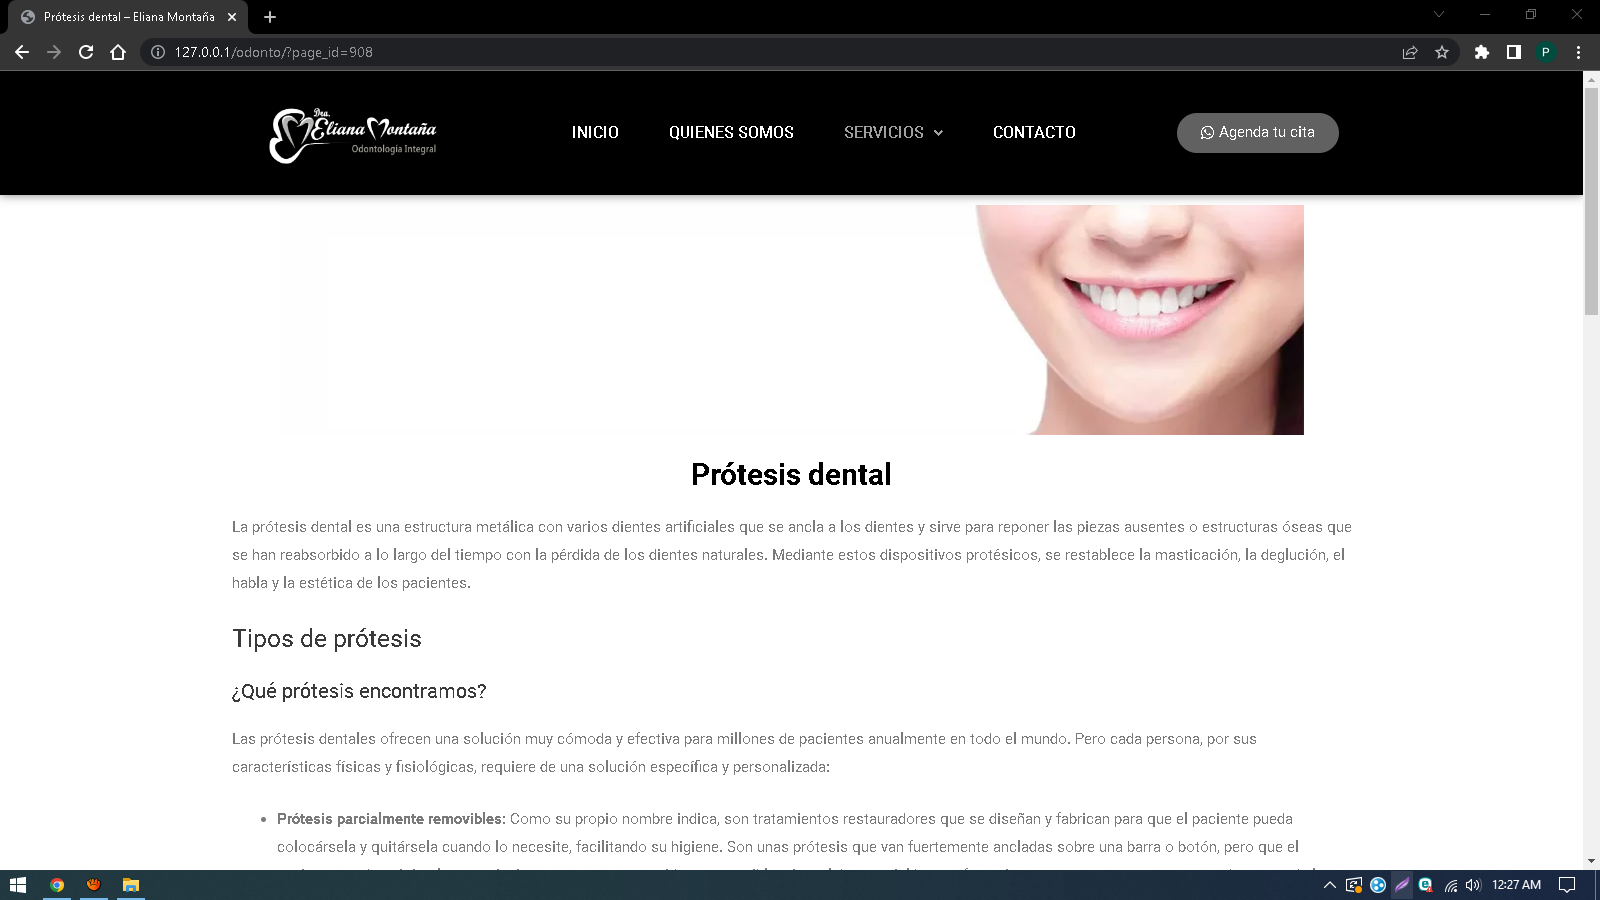 Prótesis dental – Eliana Montaña
127.0.0.1/odonto/?page_id=908
P
Dra.
Eliana Montaña
Odontología Integral
INICIO
QUIENES SOMOS
SERVICIOS
CONTACTO
Agenda tu cita
Prótesis dental
La prótesis dental es una estructura metálica con varios dientes artificiales que se ancla a los dientes y sirve para reponer las piezas ausentes o estructuras óseas que
se han reabsorbido a lo largo del tiempo con la pérdida de los dientes naturales. Mediante estos dispositivos protésicos, se restablece la masticación, la deglución, el
habla y la estética de los pacientes.
Tipos de prótesis
¿Qué prótesis encontramos?
Las prótesis dentales ofrecen una solución muy cómoda y efectiva para millones de pacientes anualmente en todo el mundo. Pero cada persona, por sus
características físicas y fisiológicas, requiere de una solución específica y personalizada:
• Prótesis parcialmente removibles: Como su propio nombre indica, son tratamientos restauradores que se diseñan y fabrican para que el paciente pueda
colocársela y quitársela cuando lo necesite, facilitando su higiene. Son unas prótesis que van fuertemente ancladas sobre una barra o botón, pero que el
12:27 AM